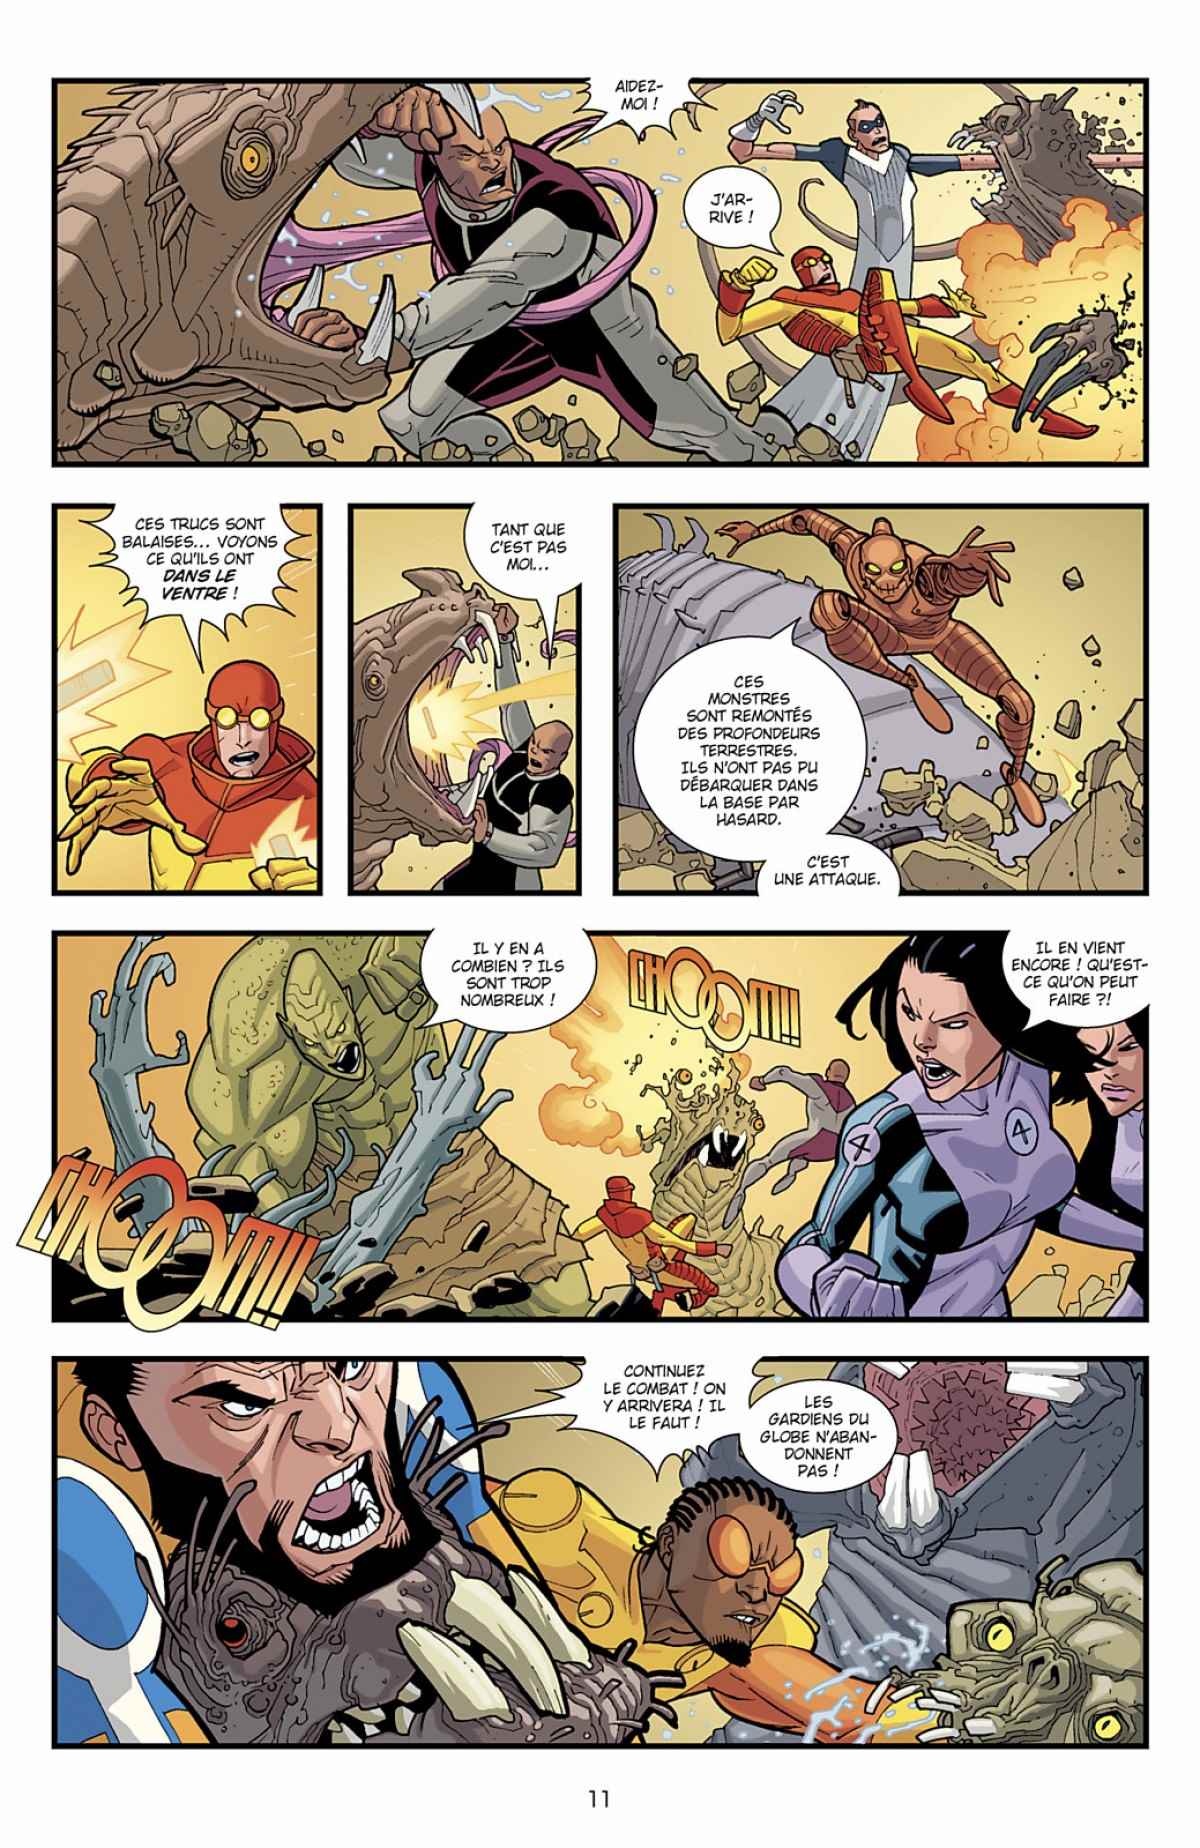 AIDEZ-
MOI !
J'AR-
RIVE !
CES TRUCS SONT
BALAISES... VOYONS
CE QU'ILS ONT
DANS LE
VENTRE !
TANT QUE
C'EST PAS
MOI...
CES
MONSTRES
SONT REMONTÉS
DES PROFONDEURS
TERRESTRES.
ILS N'ONT PAS PU
DÉBARQUER DANS
LA BASE PAR
HASARD.
C'EST
UNE ATTAQUE.
CHOOM!!
IL Y EN A
COMBIEN ? ILS
SONT TROP
NOMBREUX !
CHOOM!!
IL EN VIENT
ENCORE ! QU'EST-
CE QU'ON PEUT
FAIRE ?!
4
4
CONTINUEZ
LE COMBAT ! ON
Y ARRIVERA ! IL
LE FAUT !
LES
GARDIENS DU
GLOBE N'ABAN-
DONNENT
PAS !
11